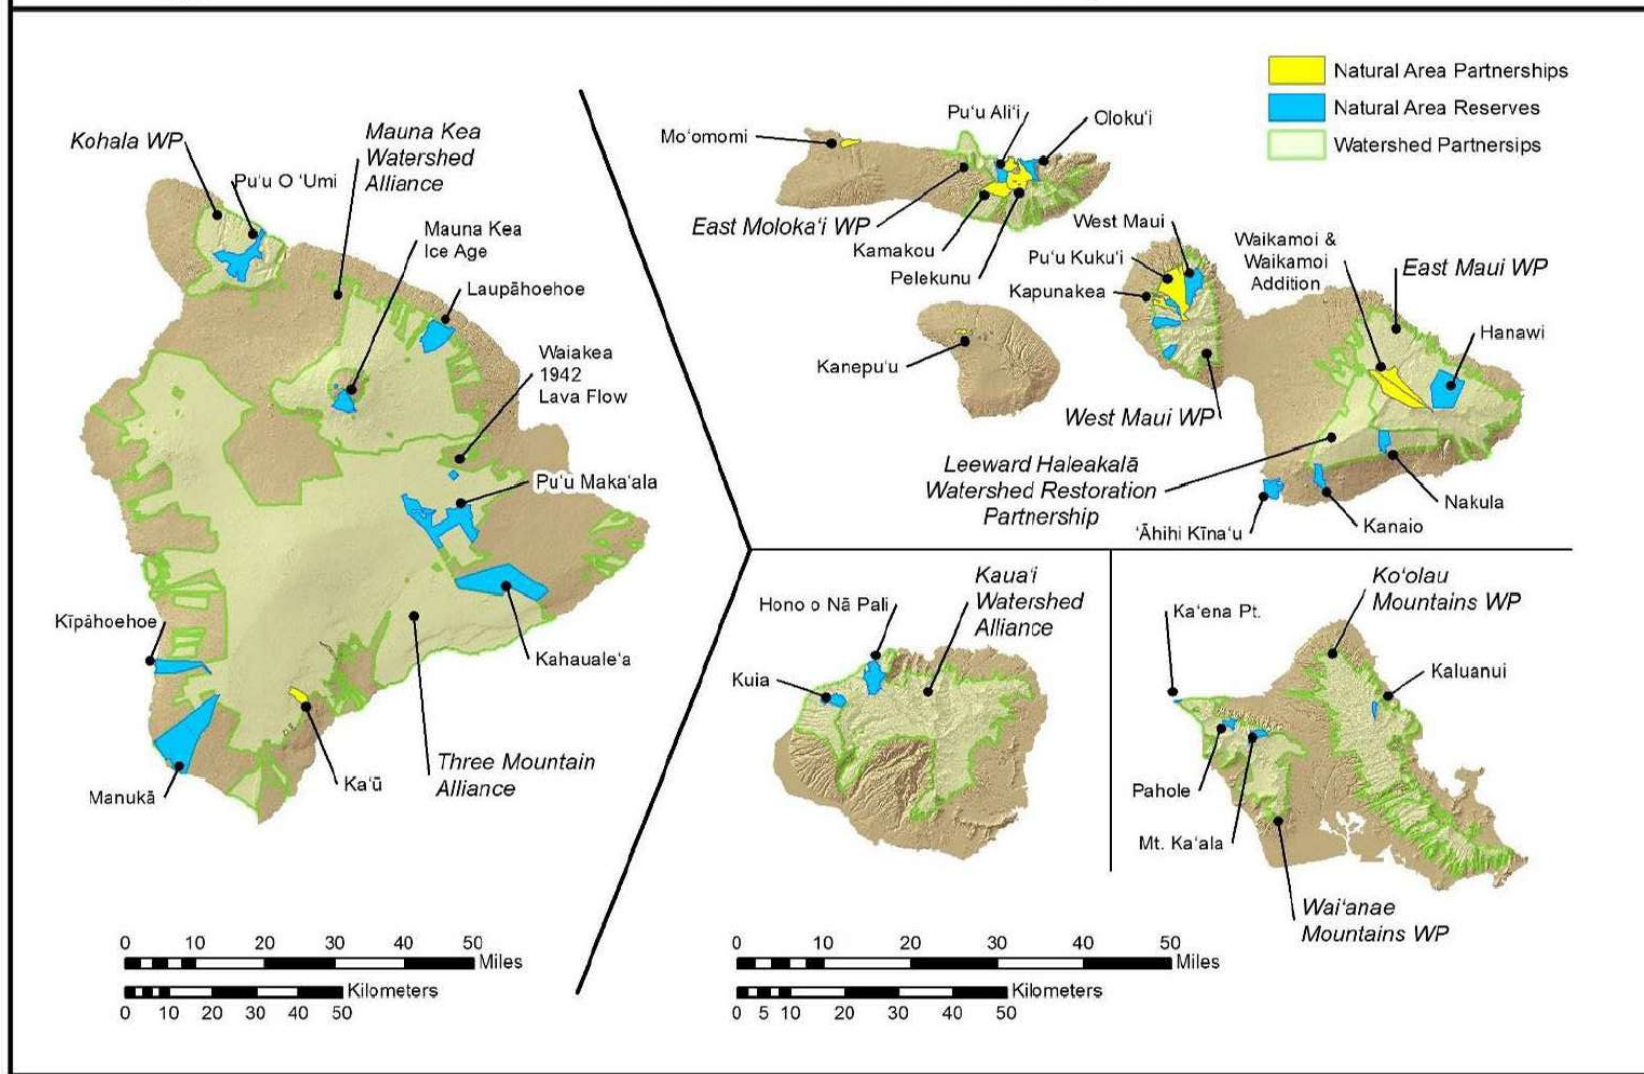 Natural Area Partnerships
Natural Area Reserves
Watershed Partnersips
Kohala WP
Mauna Kea
Watershed
Alliance
Pu‘u O ‘Umi
Mauna Kea
Ice Age
Laupāhoehoe
Waiakea
1942
Lava Flow
Pu‘u Maka‘ala
Kīpāhoehoe
Kahauale‘a
Manukā
Ka‘ū
Three Mountain
Alliance
0 10 20 30 40 50
Miles
Kilometers
0 10 20 30 40 50
Mo‘omomi
Pu‘u Ali‘i
Oloku‘i
East Moloka‘i WP
Kamakou
Pelekunu
West Maui
Pu‘u Kuku‘i
Kapunakea
Kanepu‘u
West Maui WP
Waikamoi &
Waikamoi
Addition
East Maui WP
Hanawi
Leeward Haleakalā
Watershed Restoration
Partnership
Nakula
Kanaio
‘Āhihi Kīna‘u
Hono o Nā Pali
Kaua‘i
Watershed
Alliance
Kuia
Ko‘olau
Mountains WP
Ka‘ena Pt.
Kaluanui
Pahole
Mt. Ka‘ala
Wai‘anae
Mountains WP
0 10 20 30 40 50
Miles
Kilometers
0 5 10 20 30 40 50